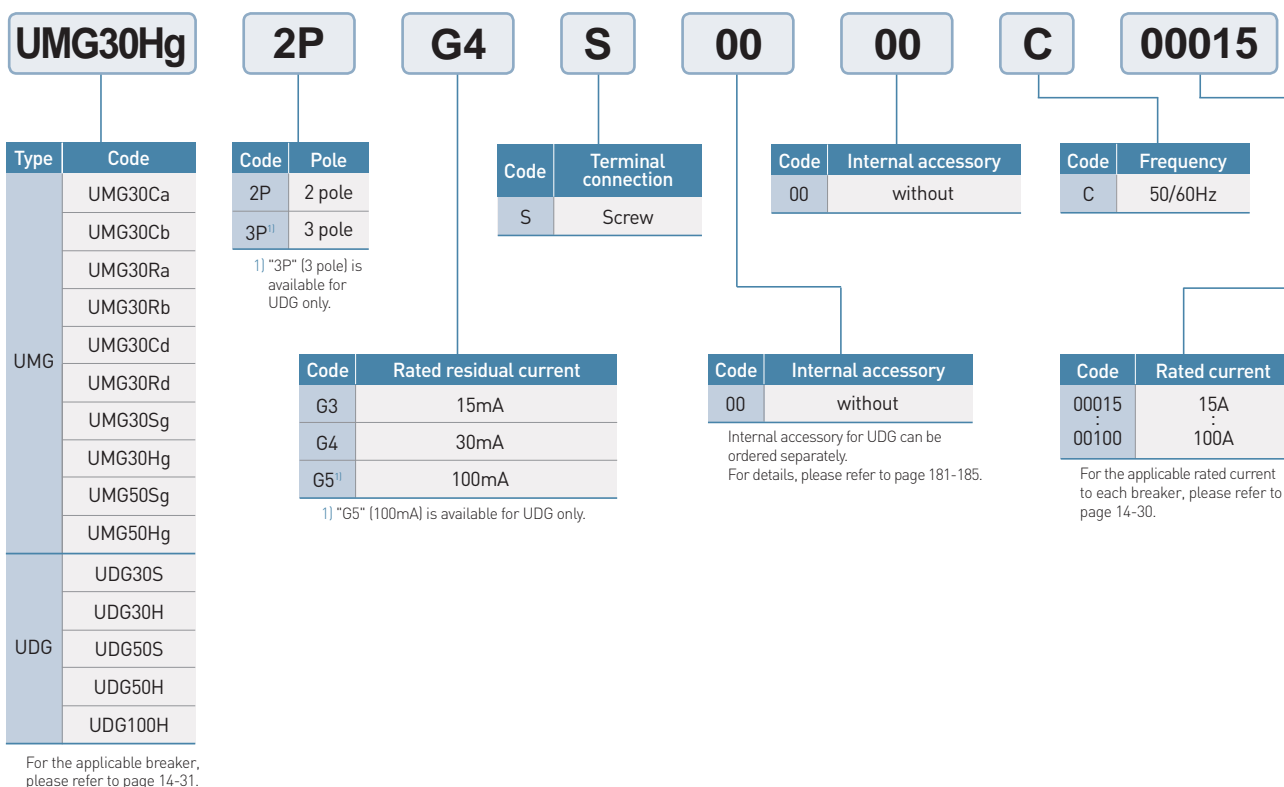 UMG30Hg 2P G4 S 00 00 C 00015
Type Code
UMG
UMG30Ca
UMG30Cb
UMG30Ra
UMG30Rb
UMG30Cd
UMG30Rd
UMG30Sg
UMG30Hg
UMG50Sg
UMG50Hg
UDG
UDG30S
UDG30H
UDG50S
UDG50H
UDG100H
For the applicable breaker,
please refer to page 14-31.
Code Pole
2P 2 pole
3P1) 3 pole
1) "3P" (3 pole) is
available for
UDG only.
Code Rated residual current
G3 15mA
G4 30mA
G51) 100mA
1) "G5" (100mA) is available for UDG only.
Code Terminal
connection
S Screw
Code Internal accessory
00 without
Internal accessory for UDG can be
ordered separately.
For details, please refer to page 181-185.
Code Internal accessory
00 without
Code Frequency
C 50/60Hz
Code Rated current
00015 15A
: :
00100 100A
For the applicable rated current
to each breaker, please refer to
page 14-30.